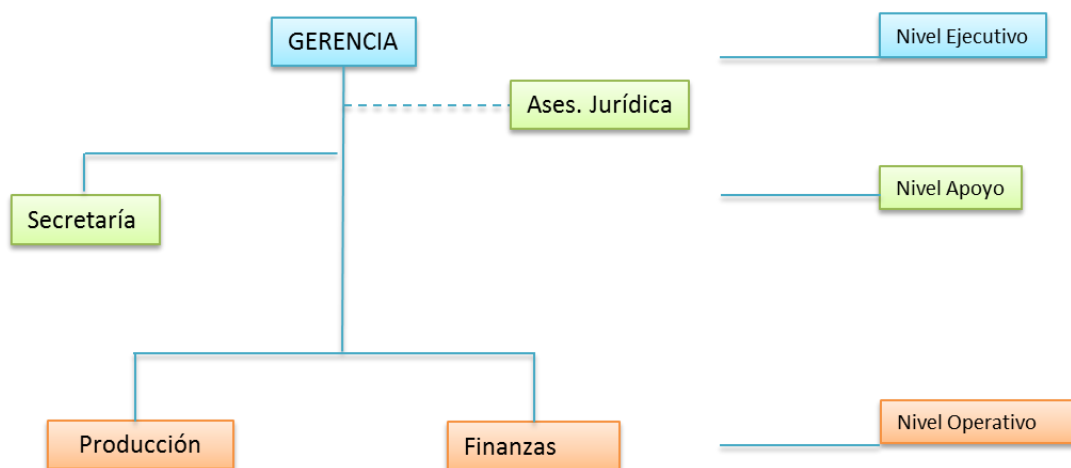 GERENCIA
Nivel Ejecutivo
Ases. Jurídica
Nivel Apoyo
Secretaría
Producción
Finanzas
Nivel Operativo